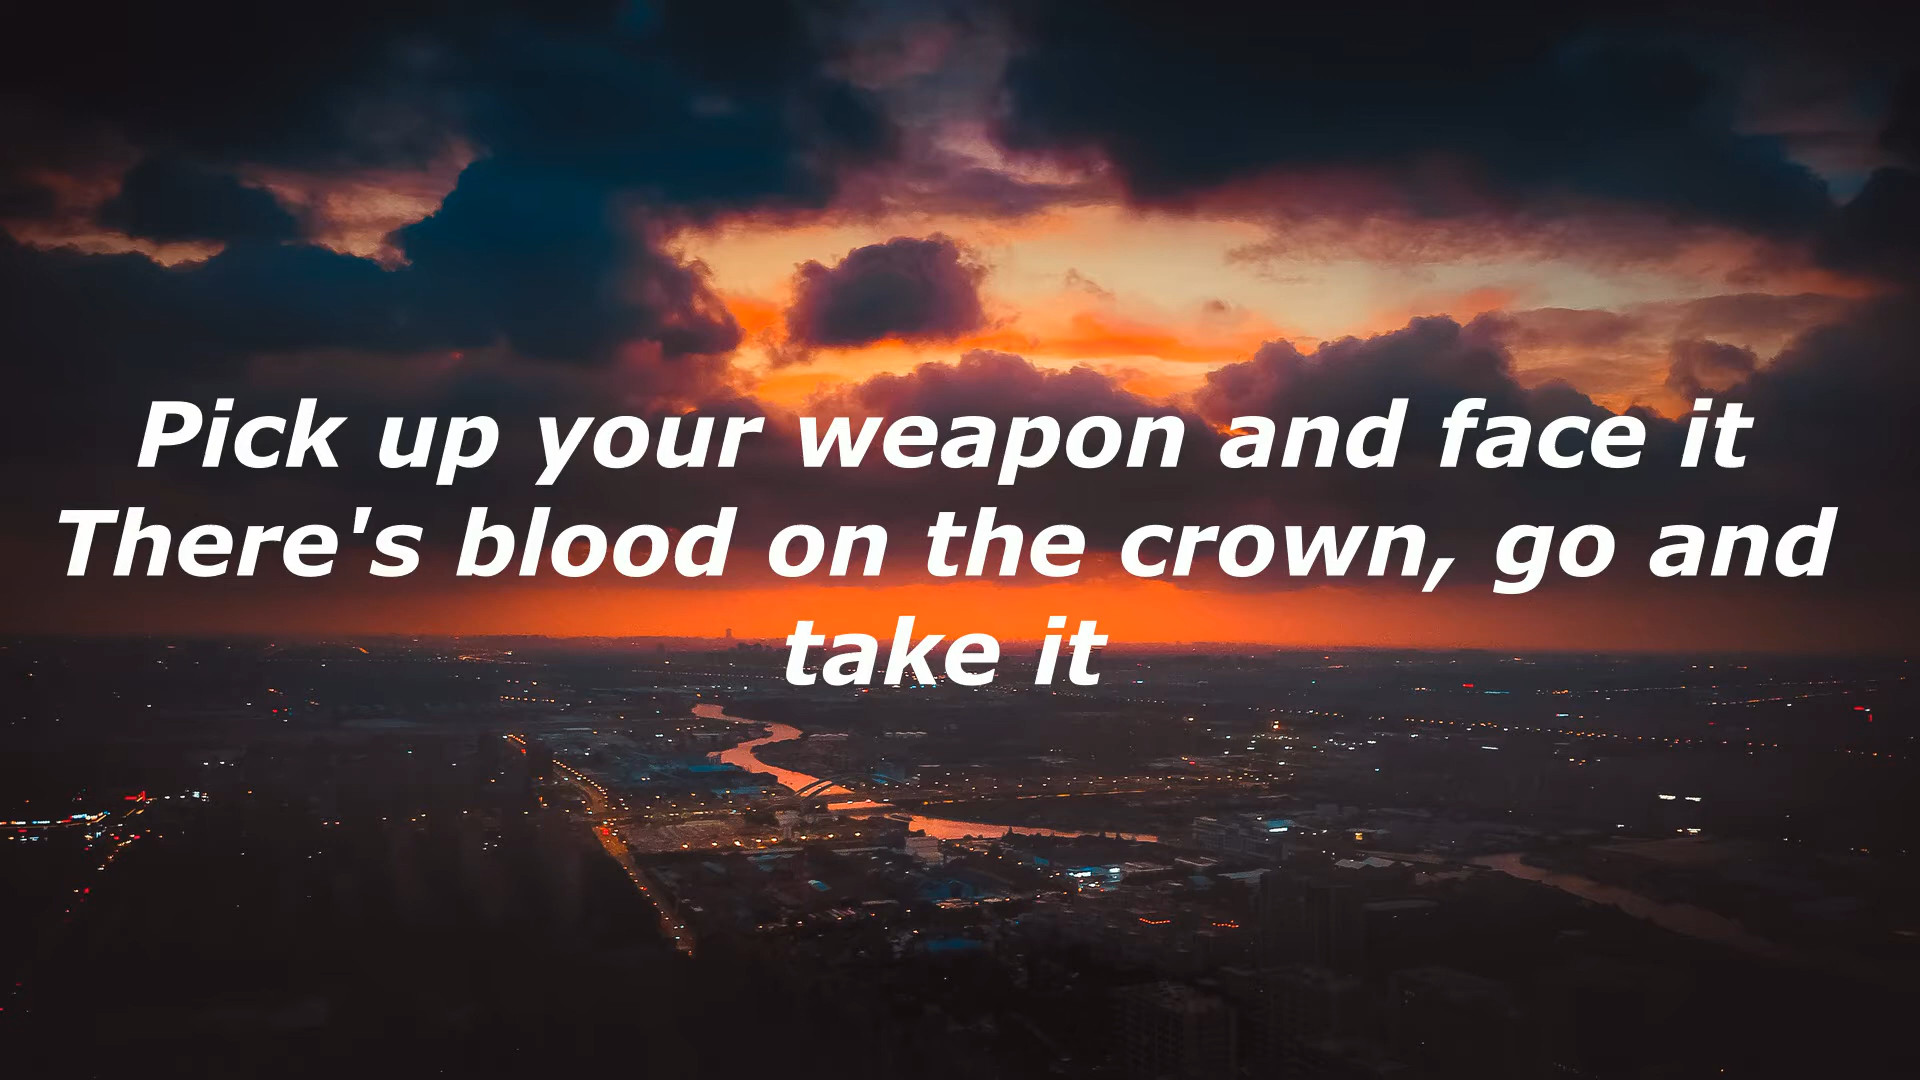 Pick up your weapon and face it
There's blood on the crown, go and
take it